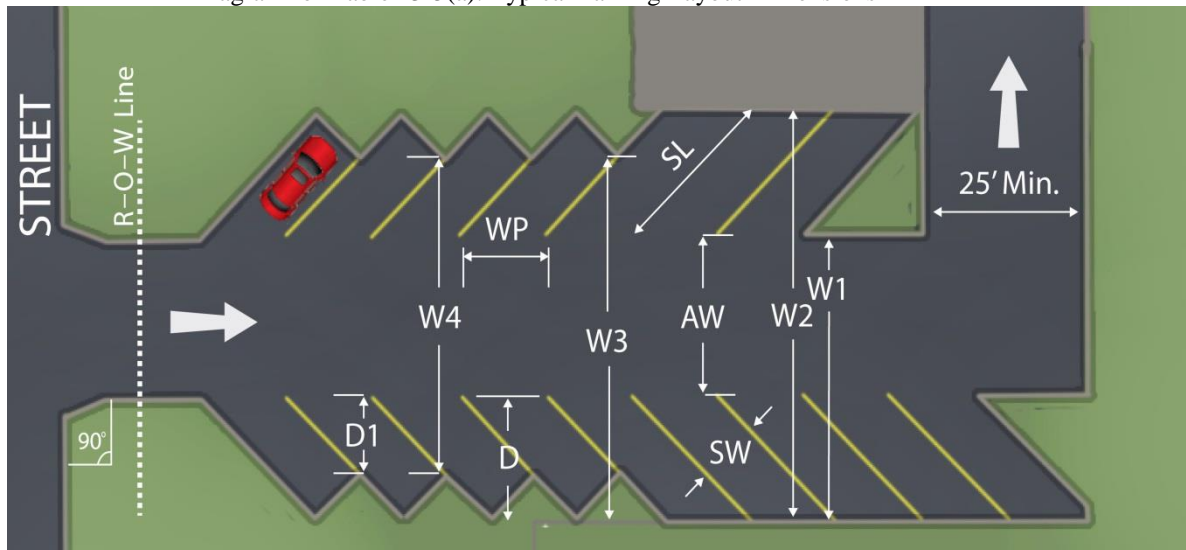 STREET
R-O-W Line
SL
25' Min.
WP
W1
W4
AW
W2
W3
D1
D
SW
90°